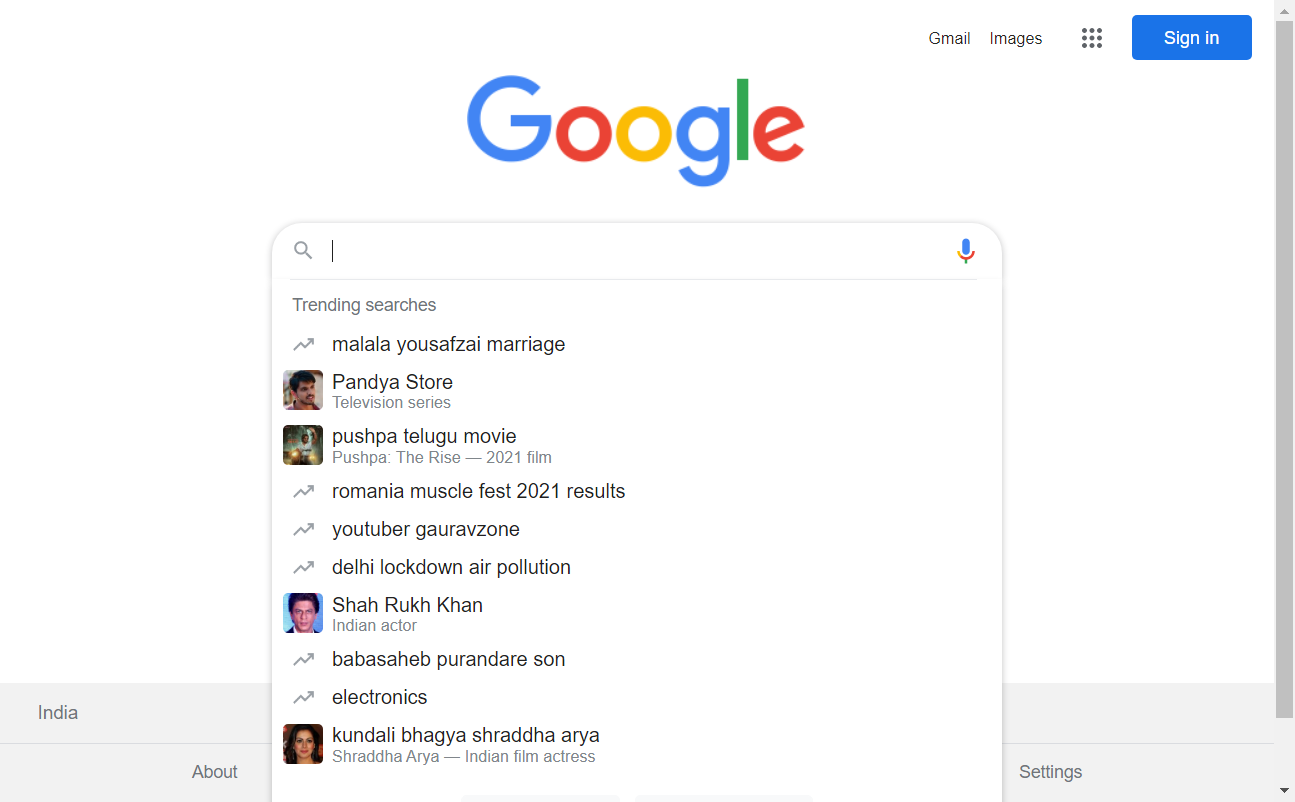 Gmail Images Sign in
Google
Trending searches
malala yousafzai marriage
Pandya Store
Television series
pushpa telugu movie
Pushpa: The Rise — 2021 film
romania muscle fest 2021 results
youtuber gauravzone
delhi lockdown air pollution
Shah Rukh Khan
Indian actor
babasaheb purandare son
electronics
kundali bhagya shraddha arya
Shraddha Arya — Indian film actress
India
About Settings